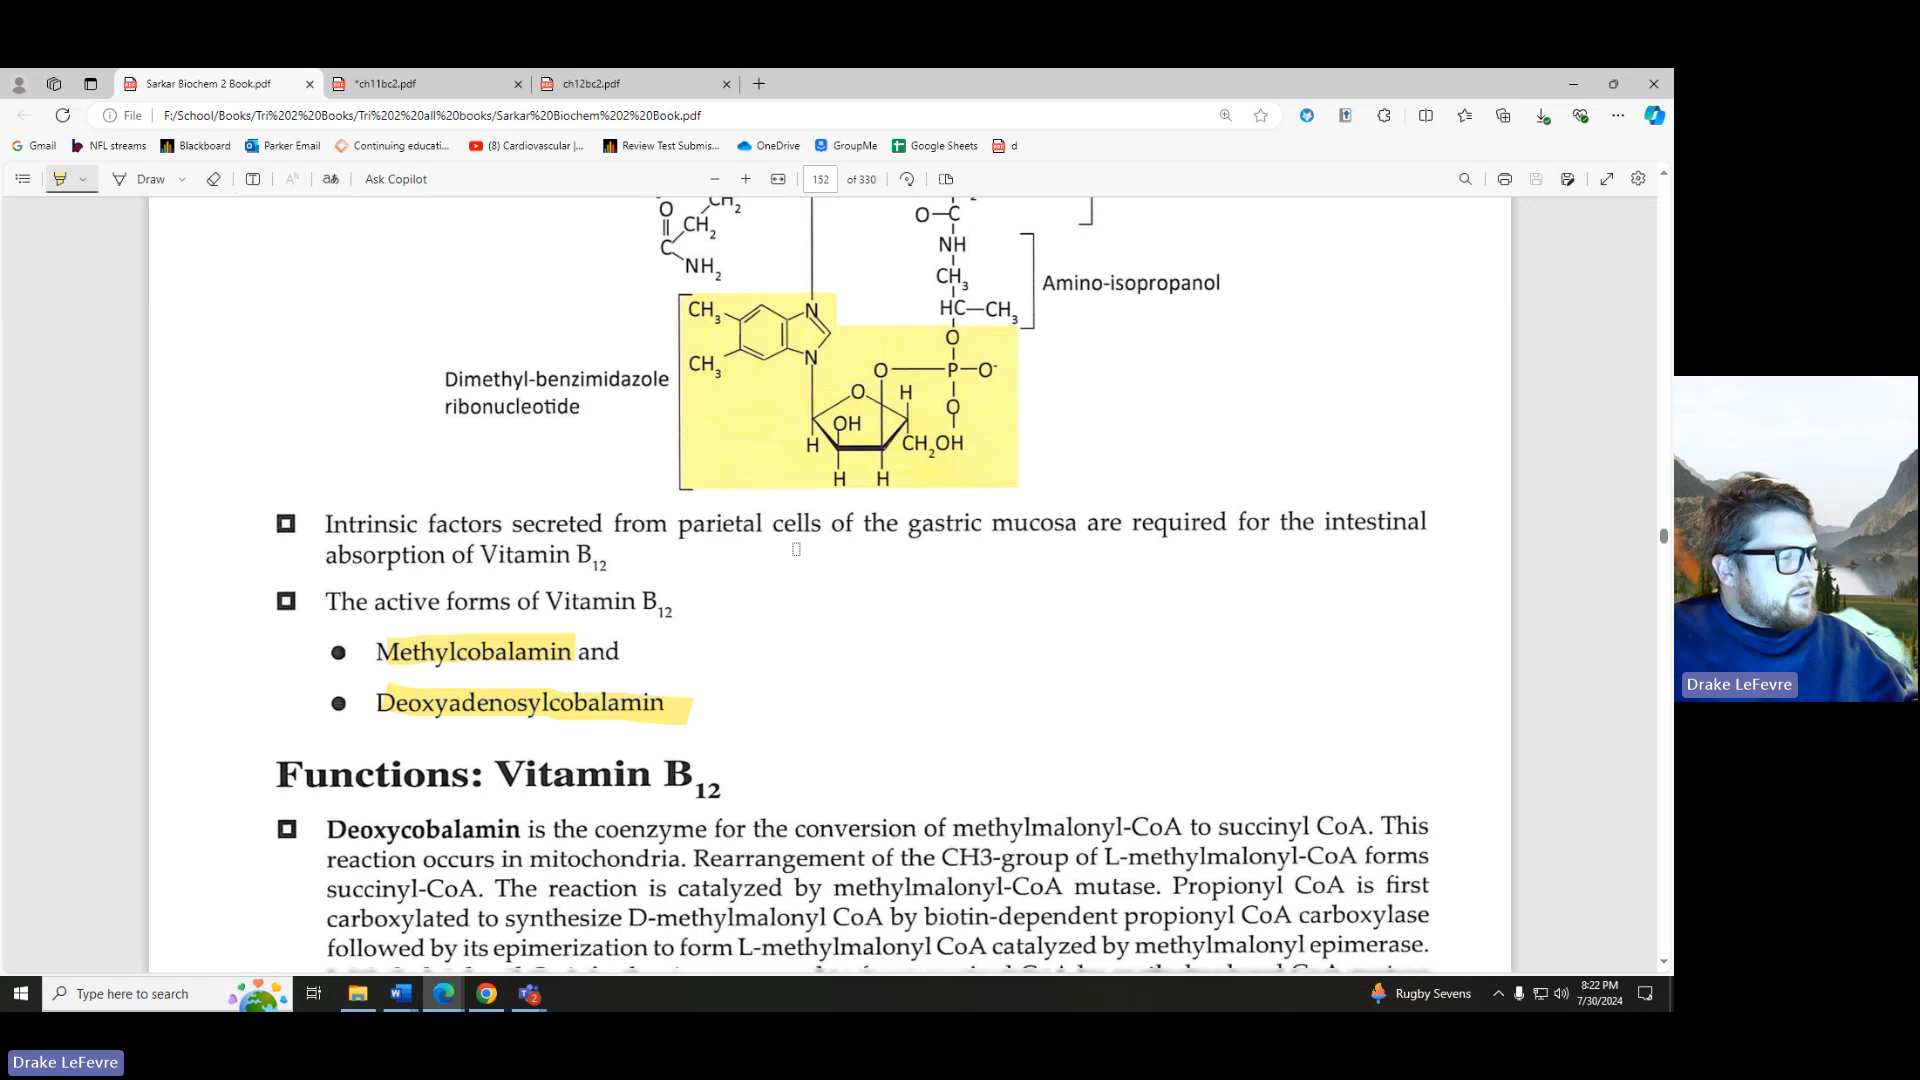 Sarkar Biochem 2 Book.pdf
*ch11bc2.pdf
ch12bc2.pdf
File F:/School/Books/Tri%202%20Books/Tri%202%20all%20books/Sarkar%20Biochem%202%20Book.pdf
Gmail NFL streams Blackboard Parker Email Continuing educati... (8) Cardiovascular |... Review Test Submis... OneDrive GroupMe Google Sheets d
Draw Ask Copilot 152 of 330
O CH2 O—C
CH2
C NH
NH2
CH3 Amino-isopropanol
HC—CH3
CH3 N
O
CH3 N
O P—O-
Dimethyl-benzimidazole
ribonucleotide
O H O
OH
H CH2OH
H H
Intrinsic factors secreted from parietal cells of the gastric mucosa are required for the intestinal
absorption of Vitamin B12
The active forms of Vitamin B12
Methylcobalamin and
Deoxyadenosylcobalamin
Functions: Vitamin B12
Deoxycobalamin is the coenzyme for the conversion of methylmalonyl-CoA to succinyl CoA. This
reaction occurs in mitochondria. Rearrangement of the CH3-group of L-methylmalonyl-CoA forms
succinyl-CoA. The reaction is catalyzed by methylmalonyl-CoA mutase. Propionyl CoA is first
carboxylated to synthesize D-methylmalonyl CoA by biotin-dependent propionyl CoA carboxylase
followed by its epimerization to form L-methylmalonyl CoA catalyzed by methylmalonyl epimerase.
Drake LeFevre
Type here to search
2
Rugby Sevens
8:22 PM
7/30/2024
Drake LeFevre